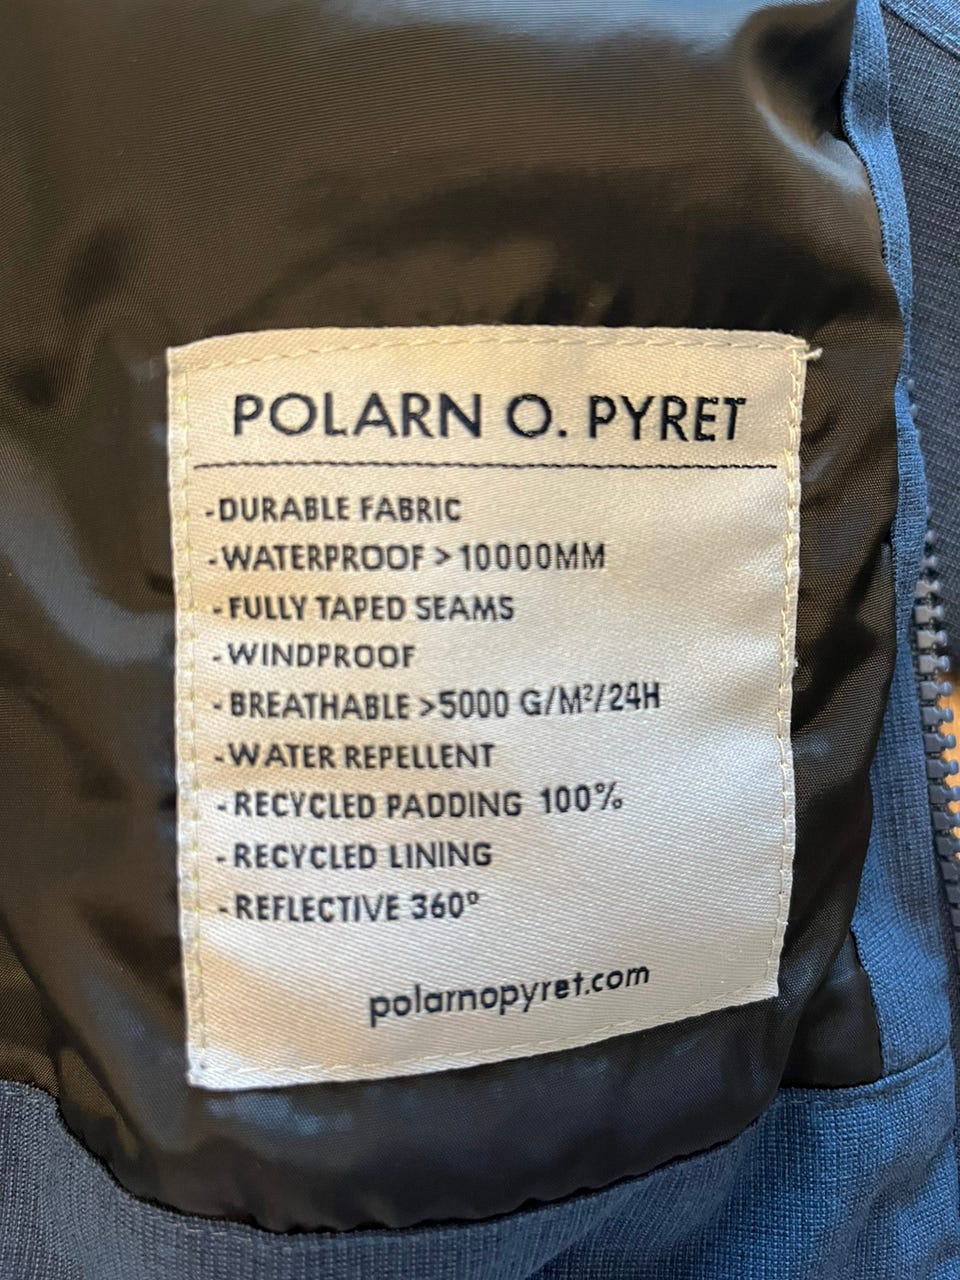 POLARN O. PYRET
-DURABLE FABRIC
-WATERPROOF > 10000MM
-FULLY TAPED SEAMS
-WINDPROOF
-BREATHABLE >5000 G/M²/24H
-WATER REPELLENT
-RECYCLED PADDING 100%
-RECYCLED LINING
-REFLECTIVE 360°
polarnopyret.com